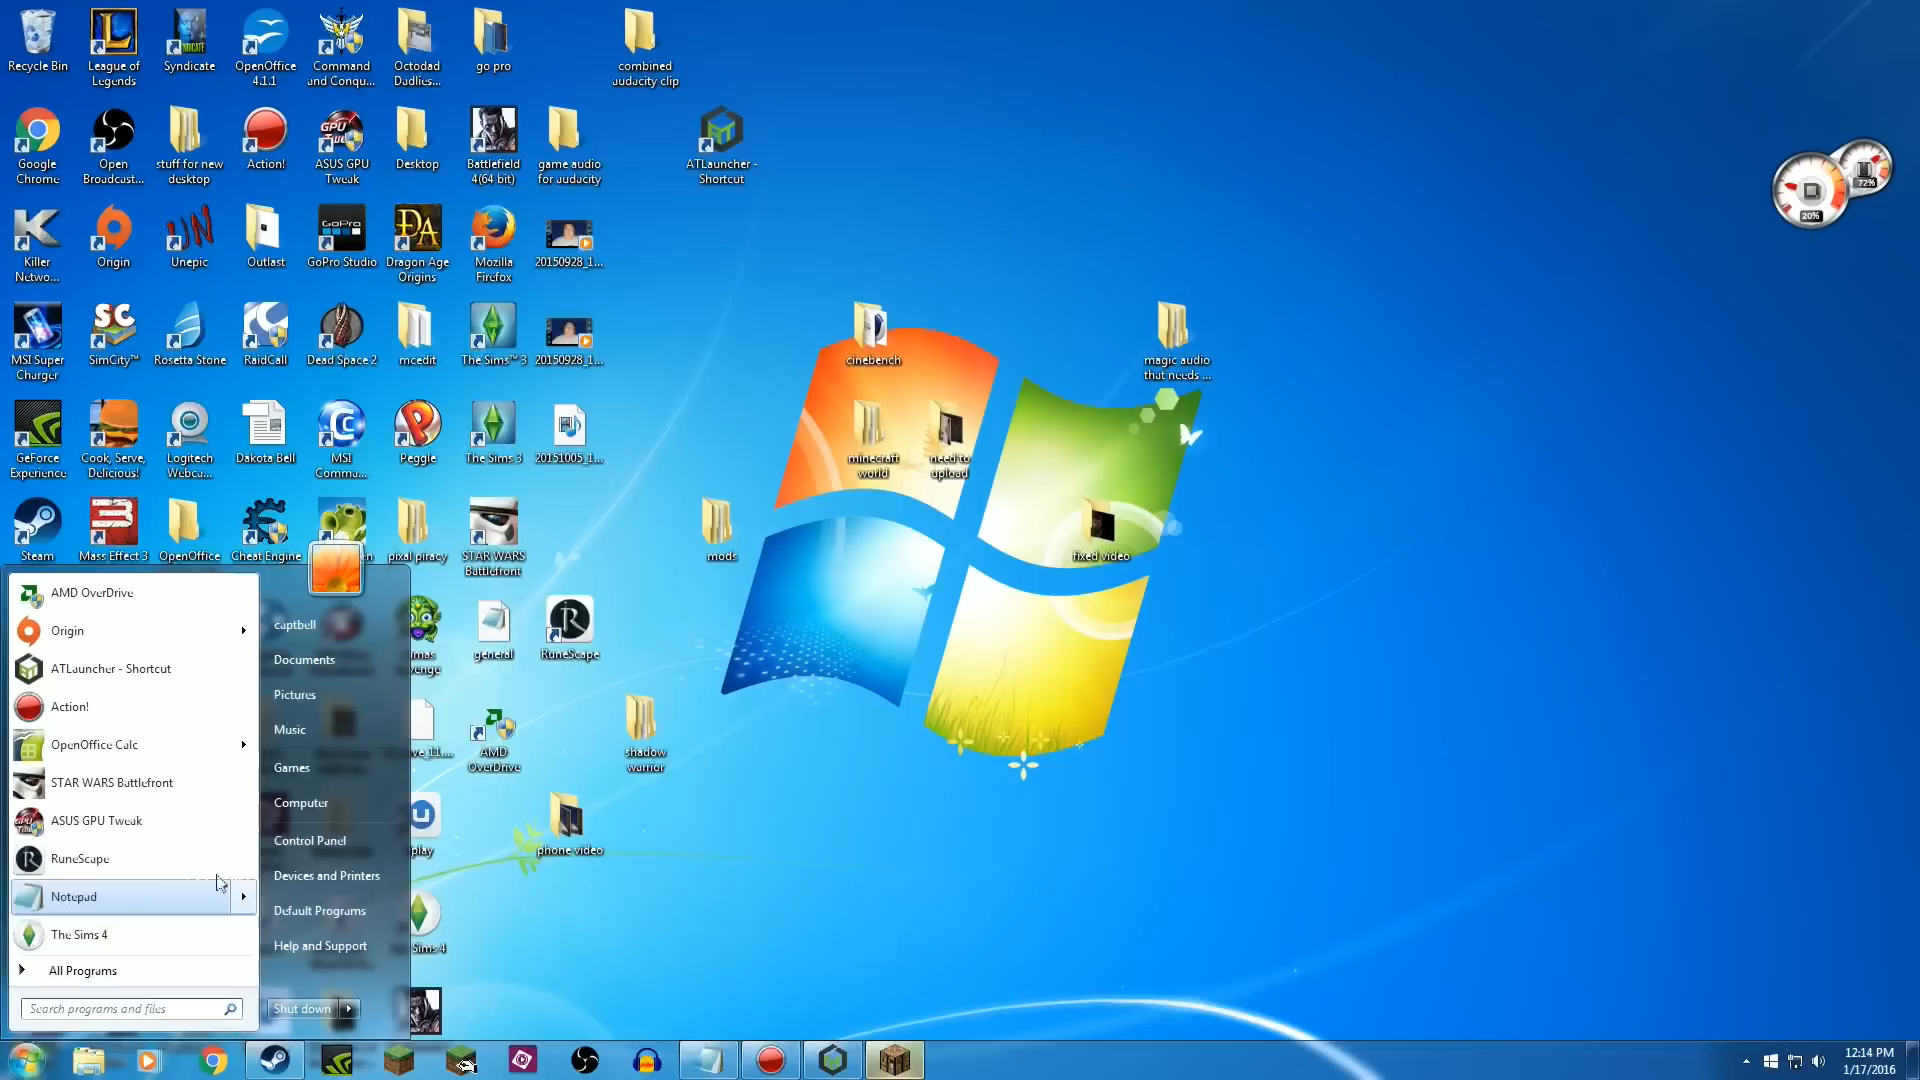 Recycle Bin
League of
Legends
Syndicate
OpenOffice
4.1.1
Command
and Conqu...
Octodad
Dadlies...
go pro
combined
audacity clip
Google
Chrome
Open
Broadcast...
stuff for new
desktop
Action!
ASUS GPU
Tweak
Desktop
Battlefield
4(64 bit)
game audio
for audacity
ATLauncher -
Shortcut
72%
20%
Killer
Netwo...
Origin
Unepic
Outlast
GoPro Studio
Dragon Age
Origins
Mozilla
Firefox
20150928_1...
MSI Super
Charger
SimCity™
Rosetta Stone
RaidCall
Dead Space 2
mcedit
The Sims™ 3
20150928_1...
cinebench
magic audio
that needs ...
GeForce
Experience
Cook, Serve,
Delicious!
Logitech
Webca...
Dakota Bell
MSI
Comma...
Peggle
The Sims 3
20151005_1...
minecraft
world
need to
upload
Steam
Mass Effect 3
OpenOffice
Cheat Engine
pixal piracy
STAR WARS
Battlefront
mods
fixed video
general
RuneScape
AMD
OverDrive
shadow
warrior
play
phone video
Sims 4
AMD OverDrive
Origin
ATLauncher - Shortcut
Action!
OpenOffice Calc
STAR WARS Battlefront
ASUS GPU Tweak
RuneScape
Notepad
The Sims 4
All Programs
Search programs and files
captbell
Documents
Pictures
Music
Games
Computer
Control Panel
Devices and Printers
Default Programs
Help and Support
Shut down
12:14 PM
1/17/2016